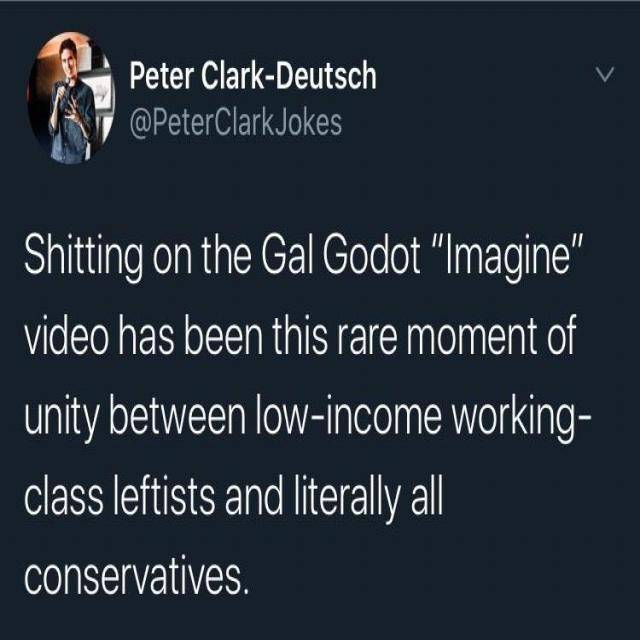 Peter Clark-Deutsch
@PeterClarkJokes
Shitting on the Gal Godot "Imagine"
video has been this rare moment of
unity between low-income working-
class leftists and literally all
conservatives.